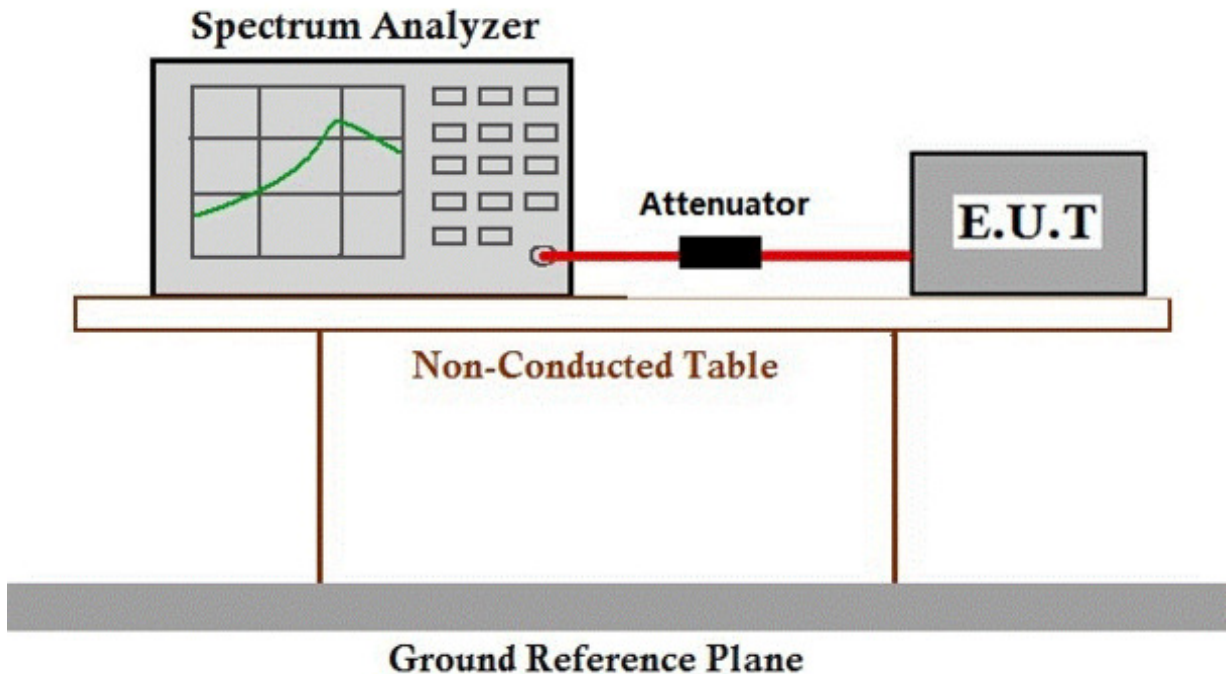 Spectrum Analyzer
Attenuator
E.U.T
Non-Conducted Table
Ground Reference Plane